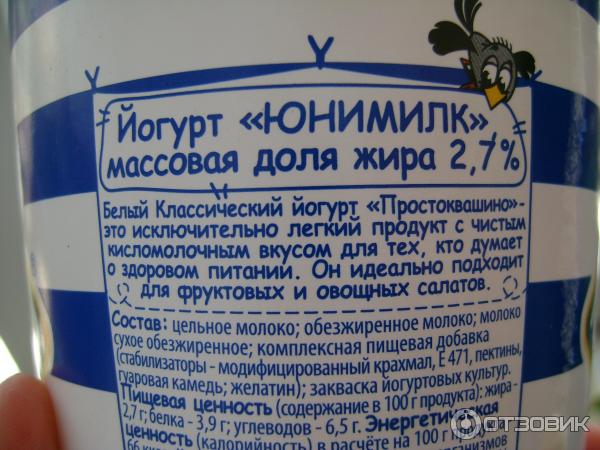 Йогурт «ЮНИМИЛК»
массовая доля жира 2,7%
Белый Классический йогурт «Простоквашино»-
это исключительно легкий продукт с чистым
кисломолочным вкусом для тех, кто думает
о здоровом питании. Он идеально подходит
для фруктовых и овощных салатов.
Состав: цельное молоко; обезжиренное молоко; молоко
сухое обезжиренное; комплексная пищевая добавка
(стабилизаторы - модифицированный крахмал, Е 471, пектины,
гуаровая камедь; желатин); закваска йогуртовых культур.
Пищевая ценность (содержание в 100 г продукта): жира -
2,7 г; белка - 3,9 г; углеводов - 6,5 г. Энергетическая
ценность (калорийность) в расчёте на 100 г
66
ОТЗОВИК